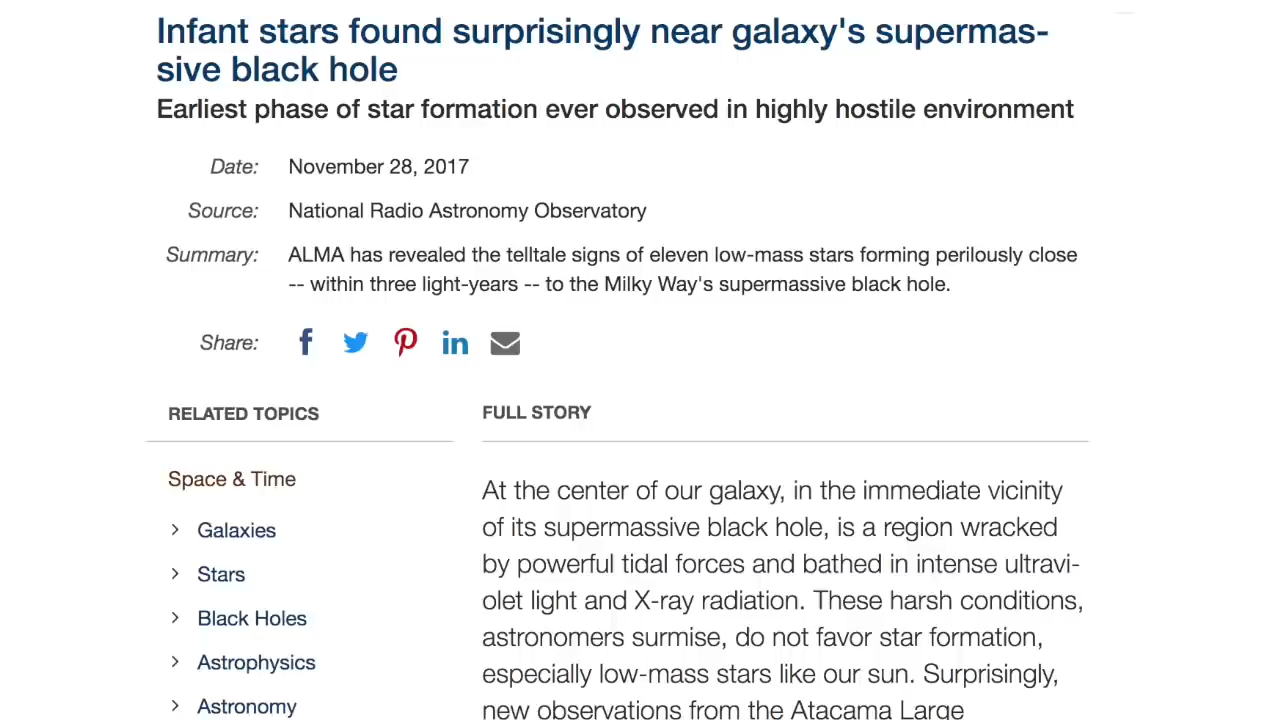 Infant stars found surprisingly near galaxy's supermas-
sive black hole
Earliest phase of star formation ever observed in highly hostile environment
Date: November 28, 2017
Source: National Radio Astronomy Observatory
Summary: ALMA has revealed the telltale signs of eleven low-mass stars forming perilously close
-- within three light-years -- to the Milky Way's supermassive black hole.
Share:
RELATED TOPICS
Space & Time
Galaxies
Stars
Black Holes
Astrophysics
Astronomy
FULL STORY
At the center of our galaxy, in the immediate vicinity
of its supermassive black hole, is a region wracked
by powerful tidal forces and bathed in intense ultravi-
olet light and X-ray radiation. These harsh conditions,
astronomers surmise, do not favor star formation,
especially low-mass stars like our sun. Surprisingly,
new observations from the Atacama Large